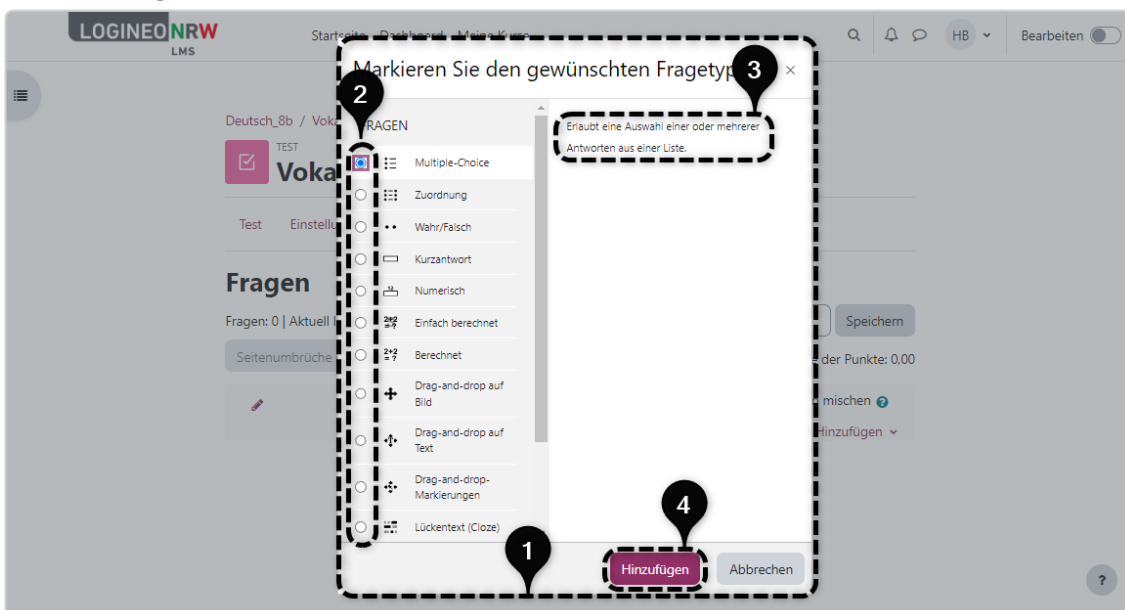 LOGINEO NRW
LMS
Startseite Dashboard Meine Kurse
HB
Bearbeiten
Markieren Sie den gewünschten Fragetyp
3
×
2
Deutsch_8b /
FRAGEN
Erlaubt eine Auswahl einer oder mehrerer
Antworten aus einer Liste.
TEST
Multiple-Choice
Zuordnung
Test
Wahr/Falsch
Kurzantwort
Fragen
Numerisch
Fragen: 0 | Aktuell
Einfach berechnet
Speichern
Seitenumbrüche
Berechnet
der Punkte: 0,00
Drag-and-drop auf
Bild
mischen
Drag-and-drop auf
Text
Hinzufügen
Drag-and-drop-
Markierungen
4
Lückentext (Cloze)
1
Hinzufügen
Abbrechen
?